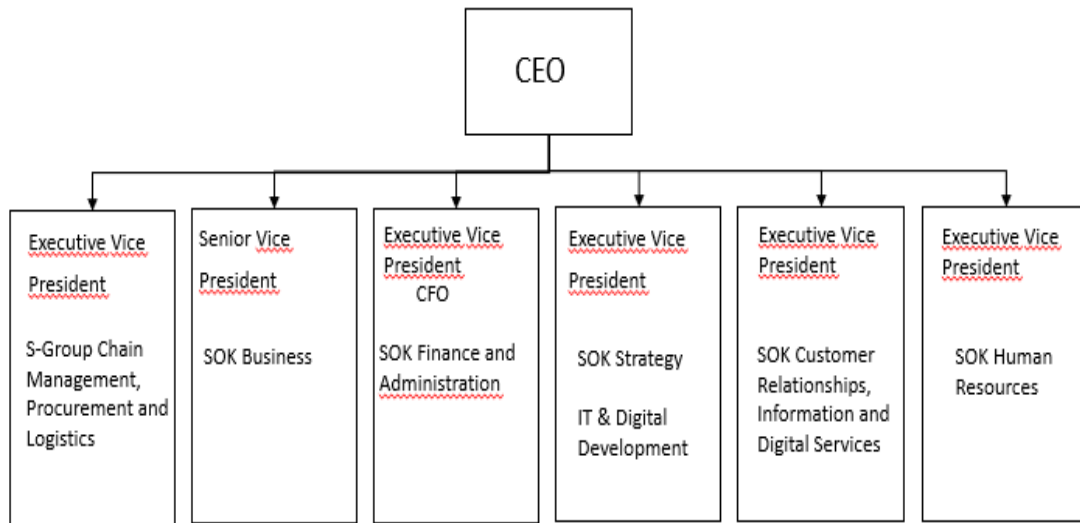 CEO
Executive Vice
President
S-Group Chain
Management,
Procurement and
Logistics
Senior Vice
President
SOK Business
Executive Vice
President
CFO
SOK Finance and
Administration
Executive Vice
President
SOK Strategy
IT & Digital
Development
Executive Vice
President
SOK Customer
Relationships,
Information and
Digital Services
Executive Vice
President
SOK Human
Resources